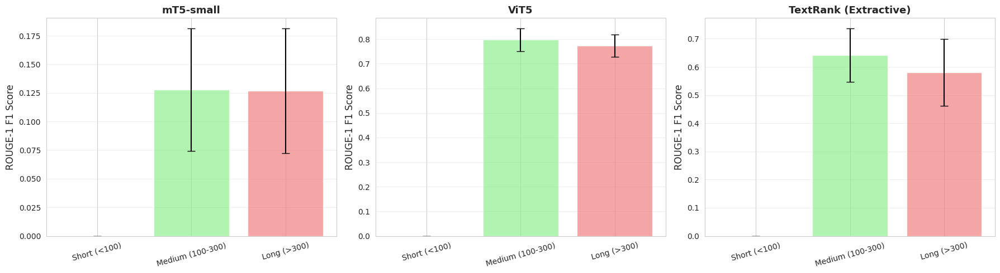 mT5-small
ROUGE-1 F1 Score
0.175
0.150
0.125
0.100
0.075
0.050
0.025
0.000
Short (<100)
Medium (100-300)
Long (>300)
ViT5
ROUGE-1 F1 Score
0.8
0.7
0.6
0.5
0.4
0.3
0.2
0.1
0.0
Short (<100)
Medium (100-300)
Long (>300)
TextRank (Extractive)
ROUGE-1 F1 Score
0.7
0.6
0.5
0.4
0.3
0.2
0.1
0.0
Short (<100)
Medium (100-300)
Long (>300)